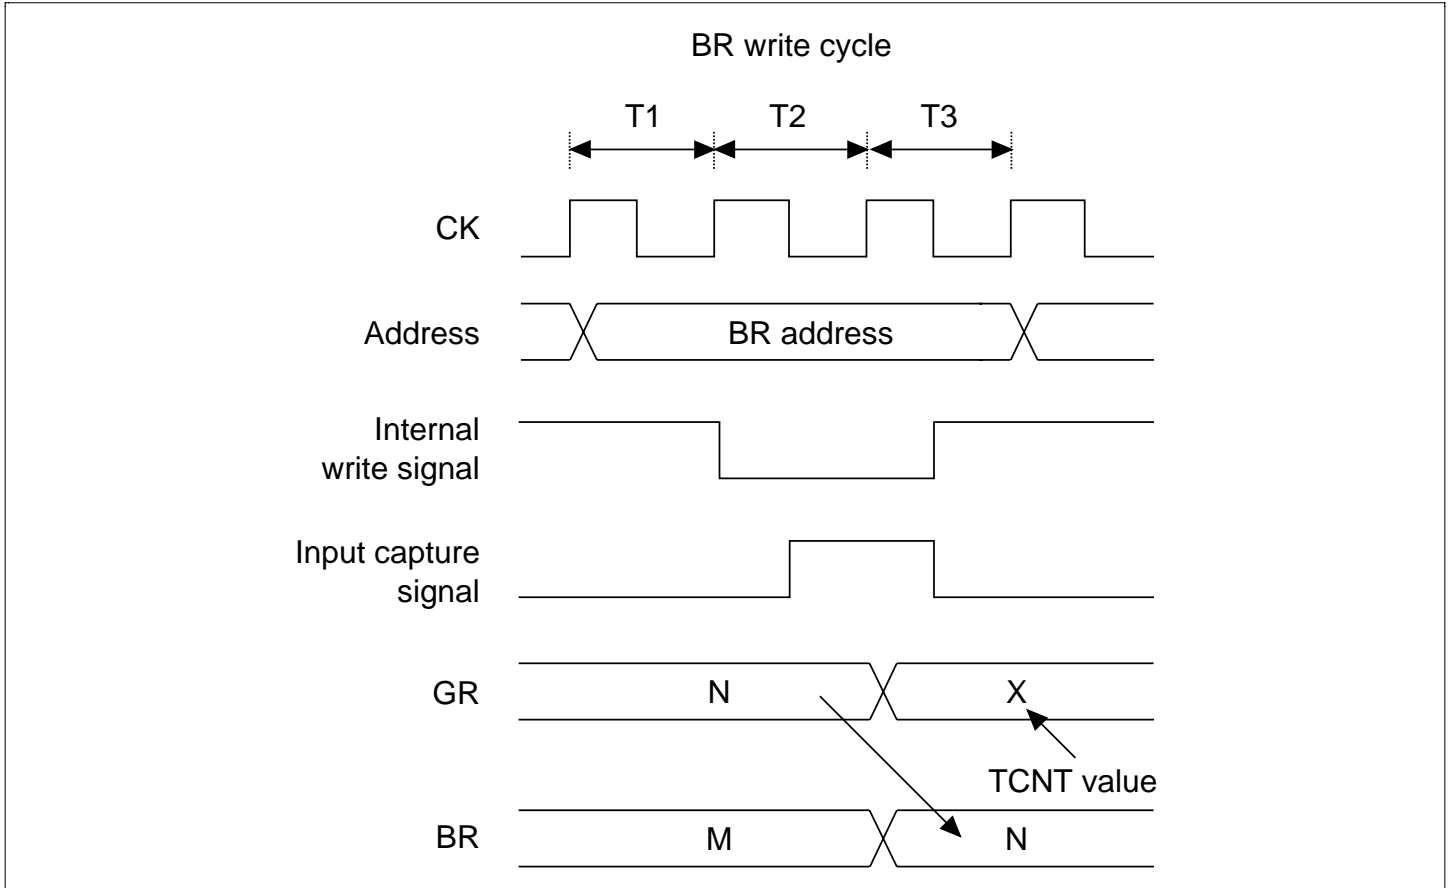 BR write cycle
T1 T2 T3
CK
Address BR address
Internal
write signal
Input capture
signal
GR N X
TCNT value
BR M N